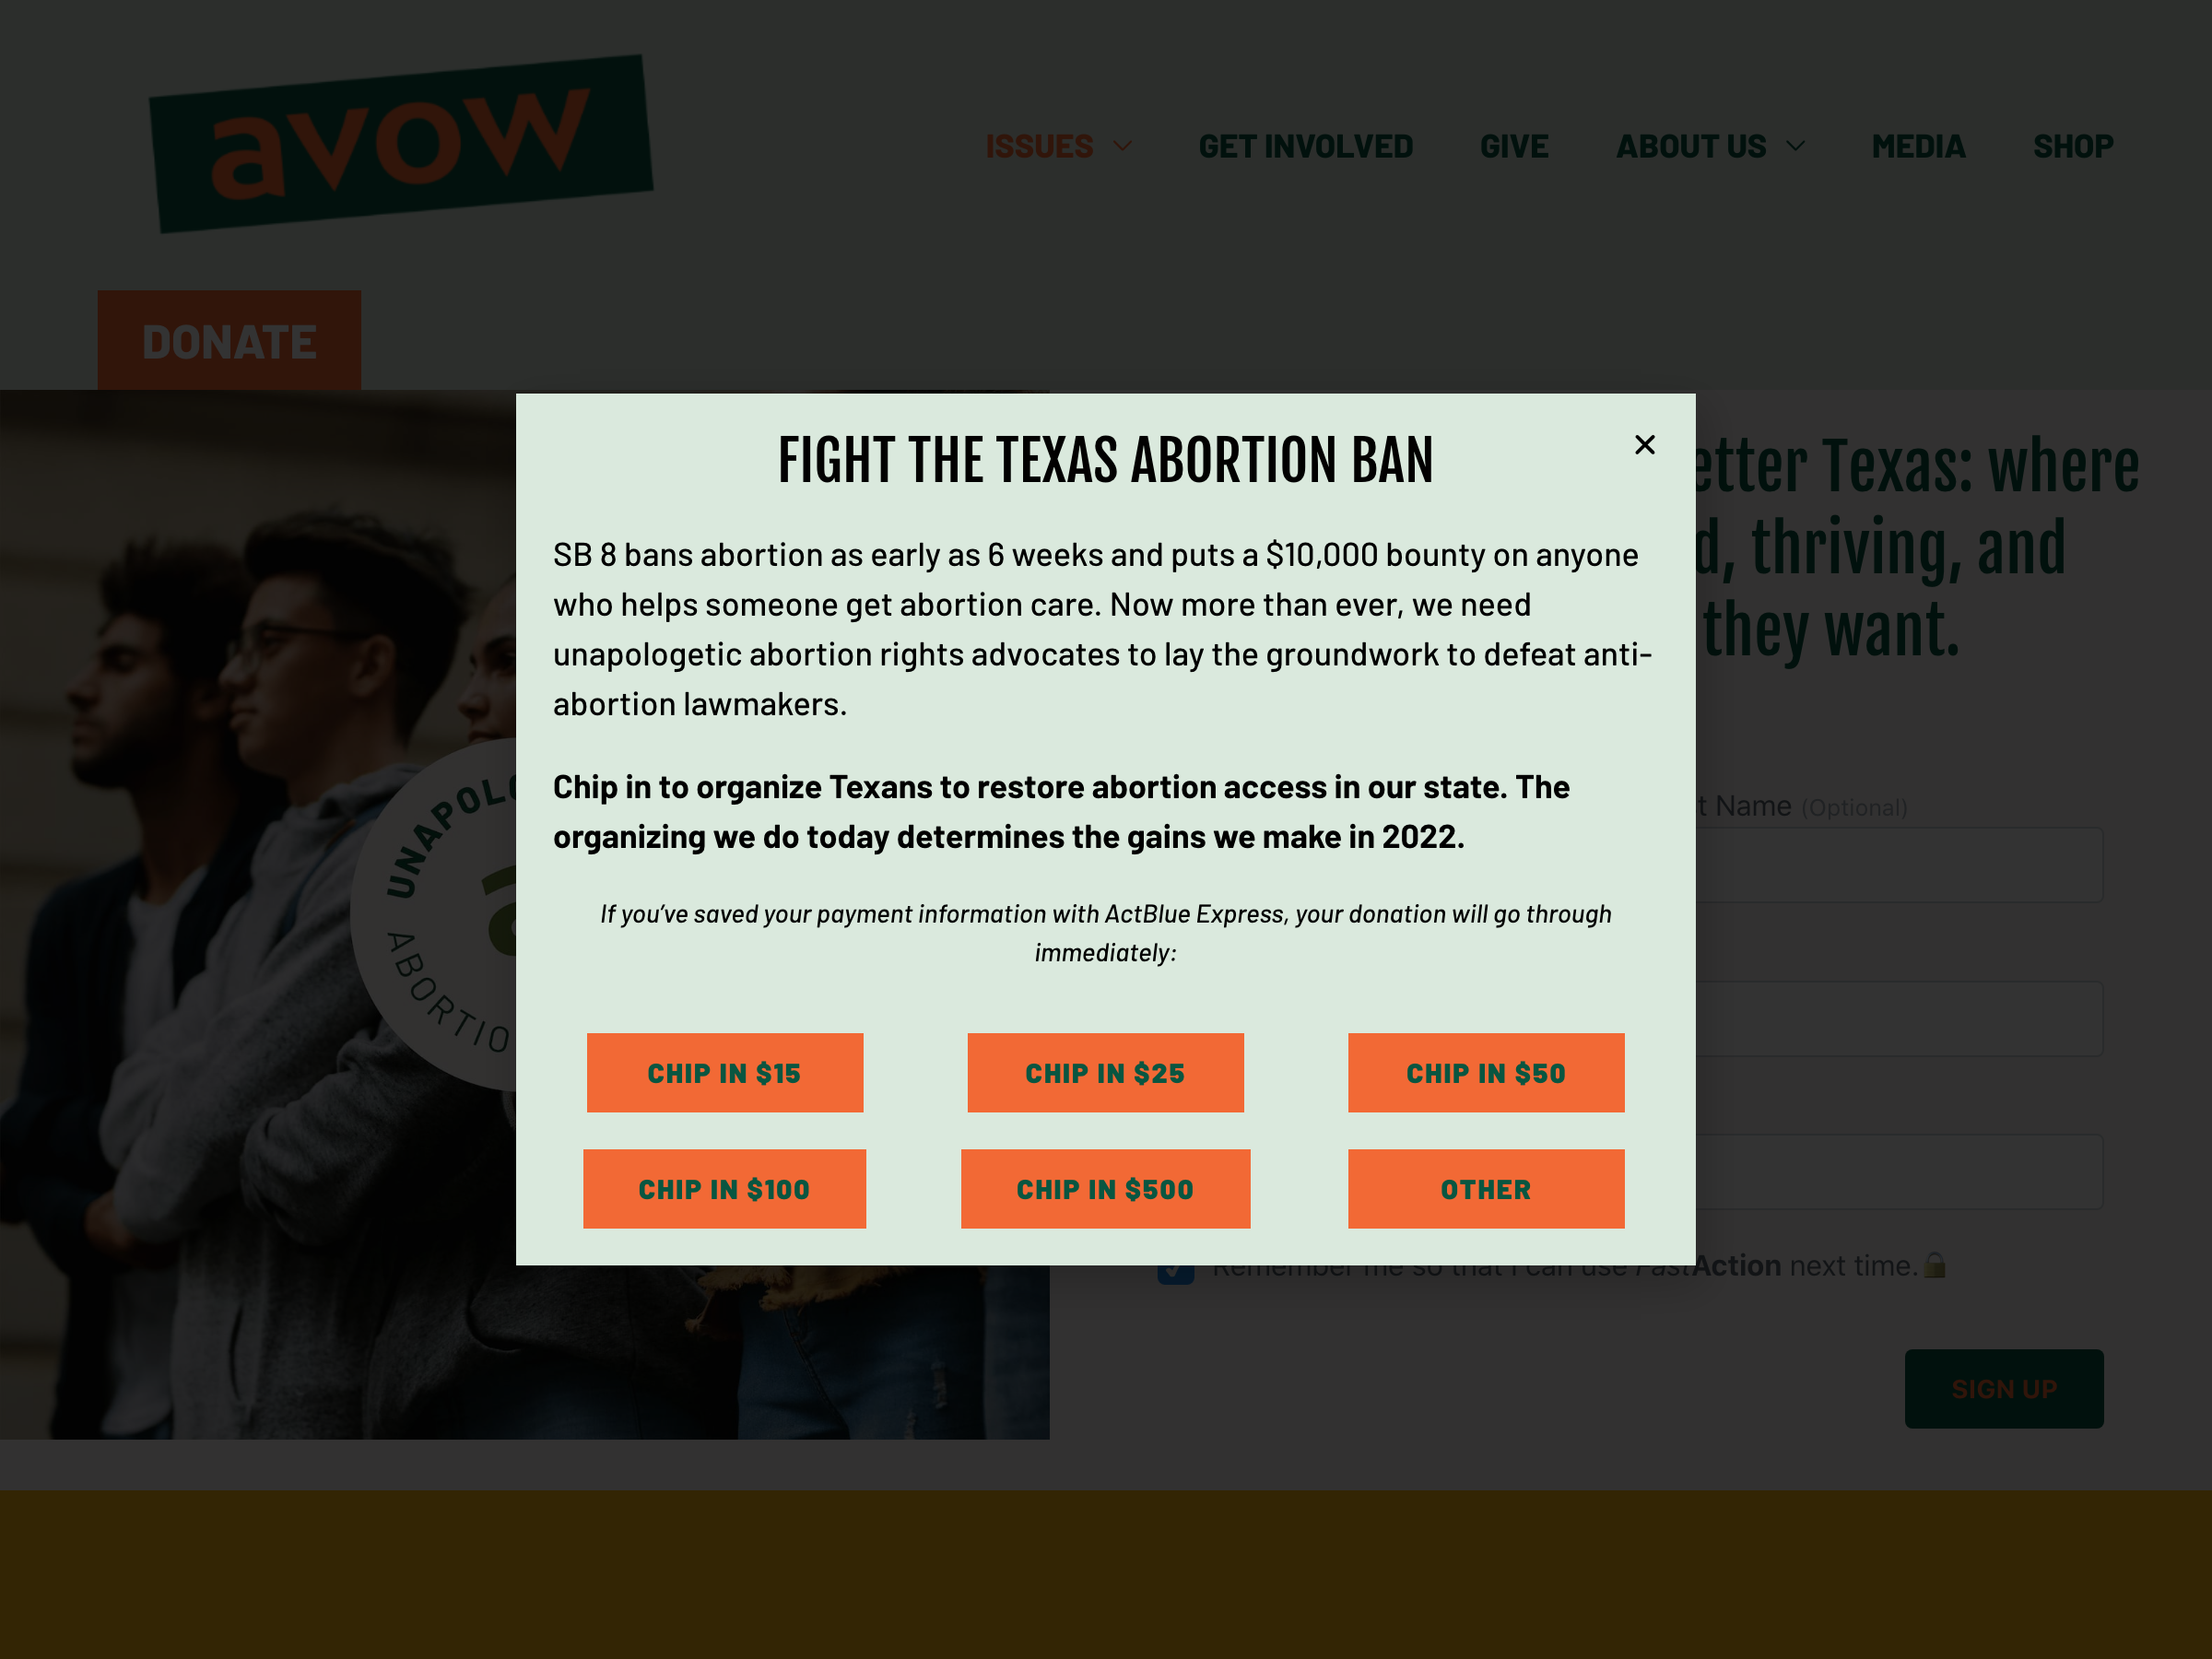 avow
ISSUES
GET INVOLVED
GIVE
ABOUT US
MEDIA
SHOP
DONATE
FIGHT THE TEXAS ABORTION BAN
SB 8 bans abortion as early as 6 weeks and puts a $10,000 bounty on anyone
who helps someone get abortion care. Now more than ever, we need
unapologetic abortion rights advocates to lay the groundwork to defeat anti-
abortion lawmakers.
Chip in to organize Texans to restore abortion access in our state. The
organizing we do today determines the gains we make in 2022.
If you've saved your payment information with ActBlue Express, your donation will go through
immediately:
CHIP IN $15
CHIP IN $25
CHIP IN $50
CHIP IN $100
CHIP IN $500
OTHER
etter Texas: where
d, thriving, and
they want.
t Name (Optional)
Remember me so that I can use FastAction next time.
SIGN UP
UNAPOLO
ABORTIO